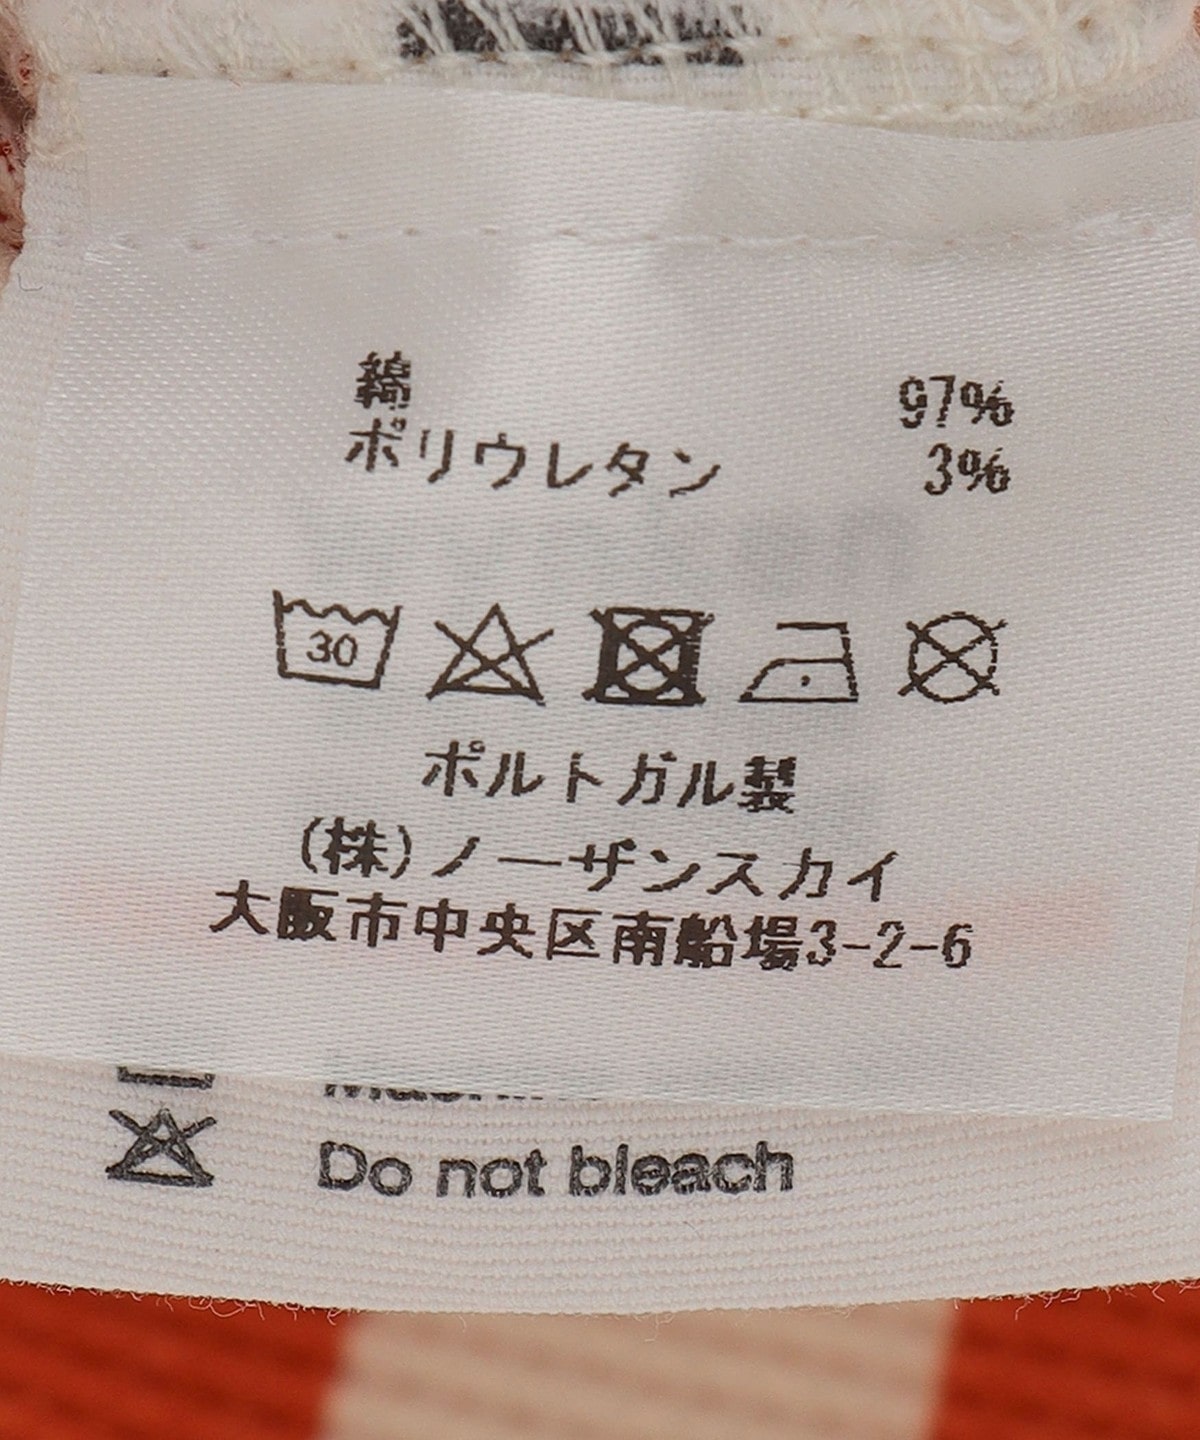 綿 97%
ポリウレタン 3%
30
ポルトガル製
(株)ノーザンスカイ
大阪市中央区南船場3-2-6
Do not bleach